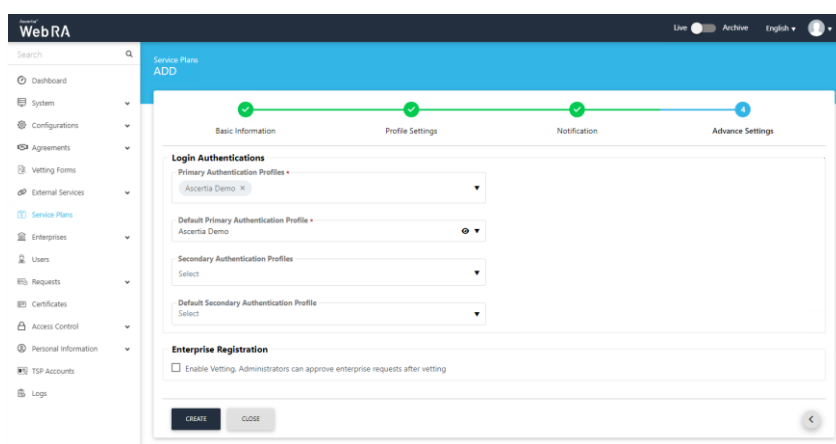 Ascertia
WebRA
Live Archive English
Search
Service Plans
ADD
Dashboard
System
Configurations
Agreements
Vetting Forms
External Services
Service Plans
Enterprises
Users
Requests
Certificates
Access Control
Personal Information
TSP Accounts
Logs
4
Basic Information Profile Settings Notification Advance Settings
Login Authentications
Primary Authentication Profiles •
Ascertia Demo ×
Default Primary Authentication Profile •
Ascertia Demo
Secondary Authentication Profiles
Select
Default Secondary Authentication Profile
Select
Enterprise Registration
Enable Vetting, Administrators can approve enterprise requests after vetting
CREATE CLOSE